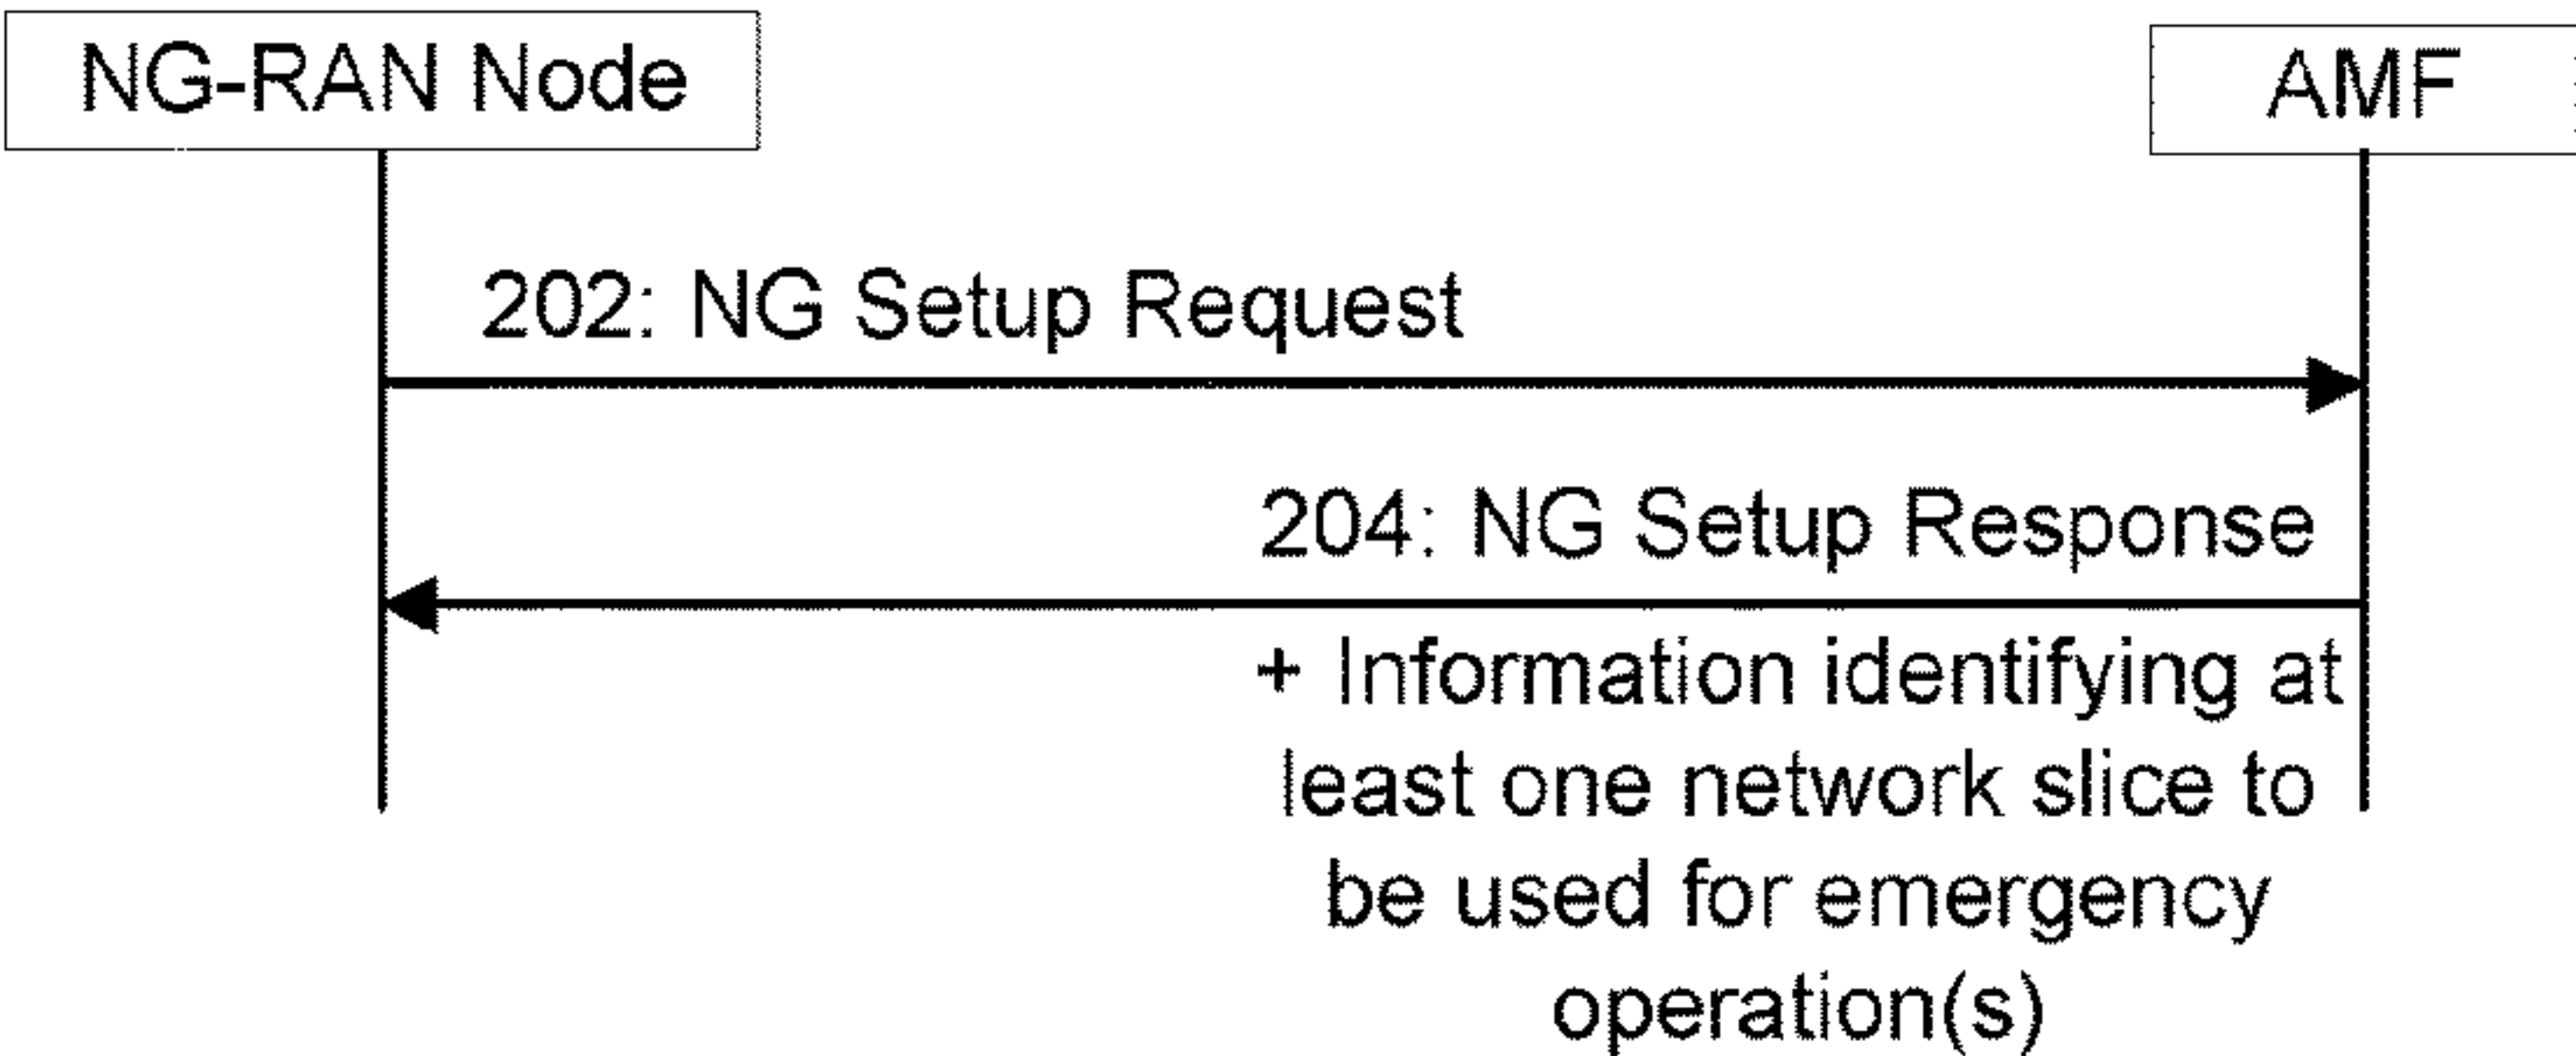 NG-RAN Node
AMF
202: NG Setup Request
204: NG Setup Response
+ Information identifying at
least one network slice to
be used for emergency
operation(s)